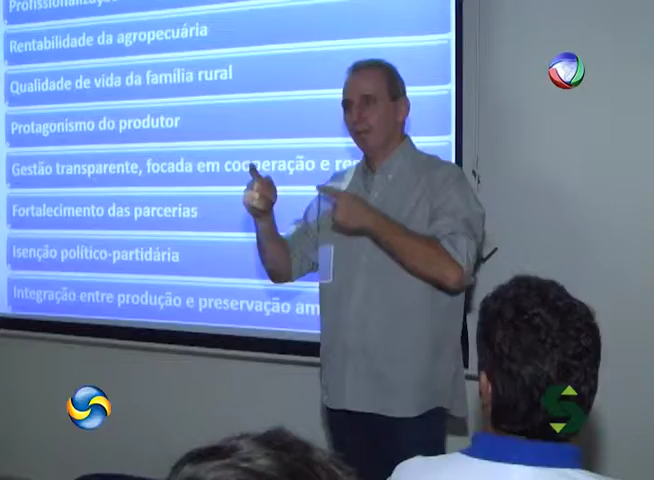 Rentabilidade da agropecuária
Qualidade de vida da família rural
Protagonismo do produtor
Gestão transparente, focada em cooperação e
Fortalecimento das parcerias
Isenção político-partidária
Integração entre produção e preservação